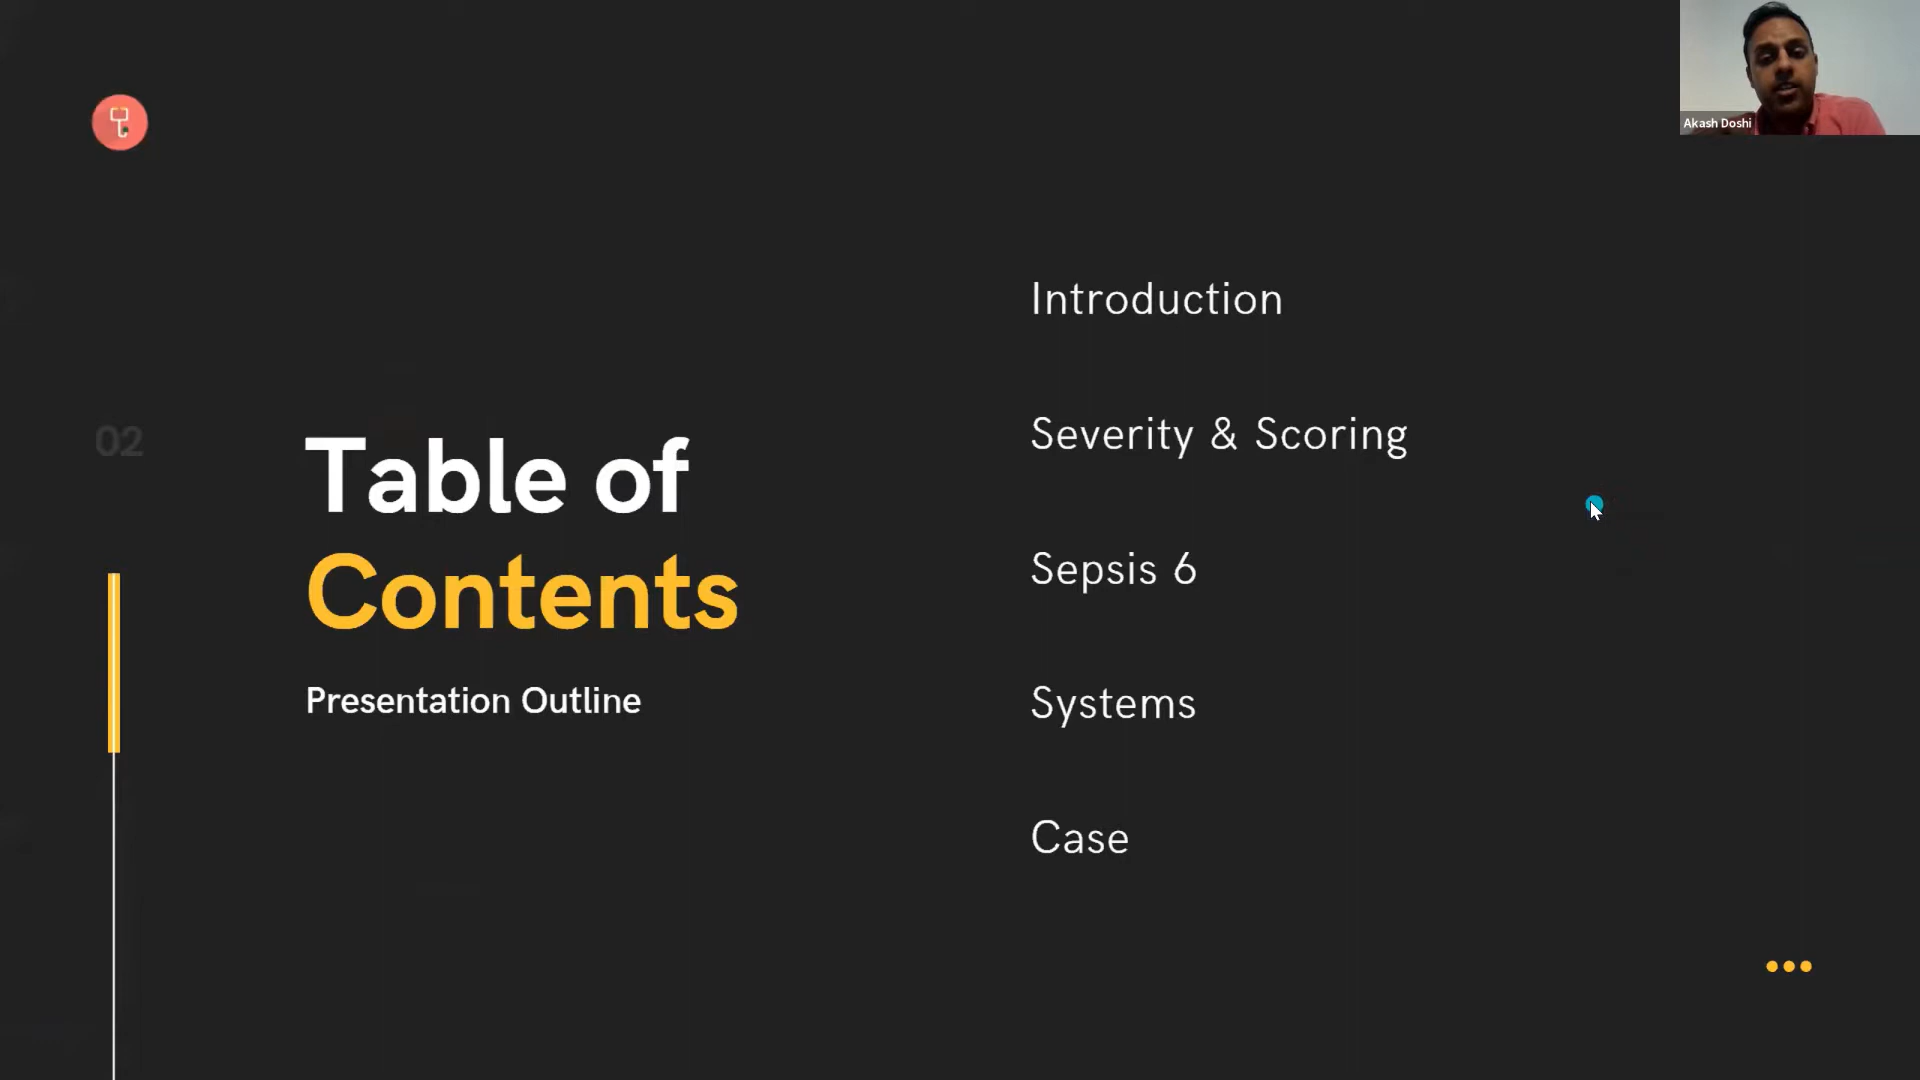 Akash Doshi
02
Table of
Contents
Presentation Outline
Introduction
Severity & Scoring
Sepsis 6
Systems
Case